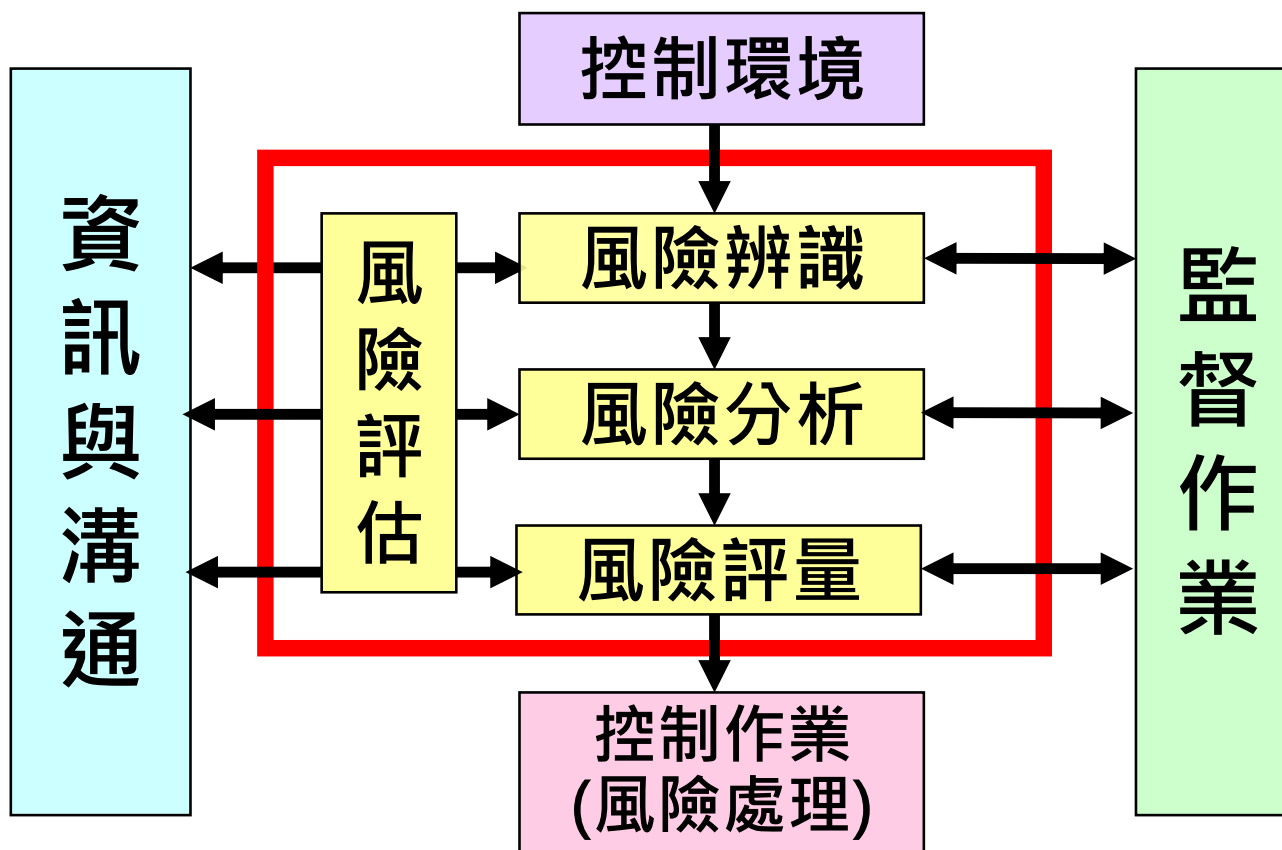 控制環境
資訊與溝通
風險評估
風險辨識
風險分析
風險評量
監督作業
控制作業
(風險處理)